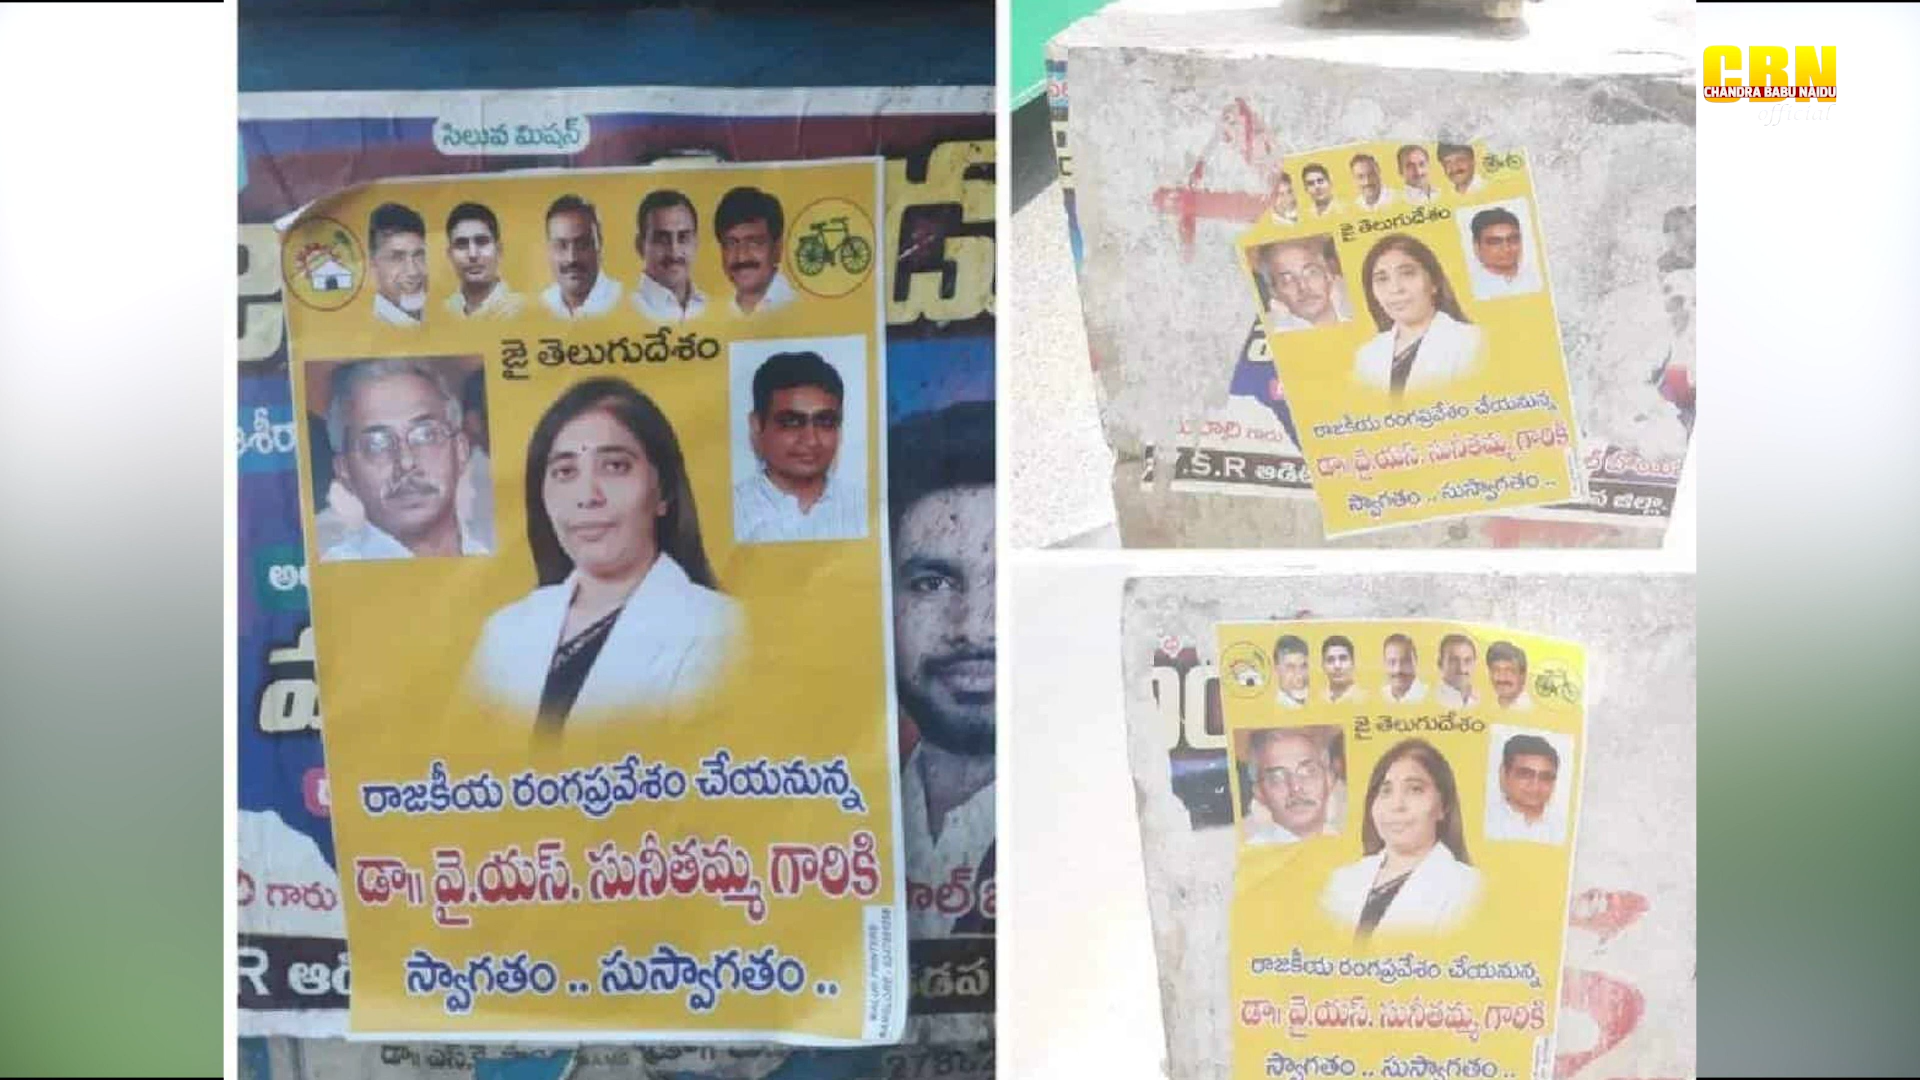 సిలువ మిషన్
జై తెలుగుదేశం
రాజకీయ రంగప్రవేశం చేయనున్న
డా॥ వై.యస్. సునీతమ్మ గారికి
స్వాగతం .. సుస్వాగతం ..
గారు
జై తెలుగుదేశం
రాజకీయ రంగప్రవేశం చేయనున్న
డా॥ వై.యస్. సునీతమ్మ గారికి
స్వాగతం .. సుస్వాగతం ..
గారు
జై తెలుగుదేశం
రాజకీయ రంగప్రవేశం చేయనున్న
డా॥ వై.యస్. సునీతమ్మ గారికి
స్వాగతం .. సుస్వాగతం ..
CBN
CHANDRA BABU NAIDU
official